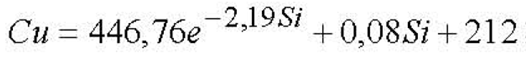 Cu = 446,76e^{-2,19Si} + 0,08Si + 212